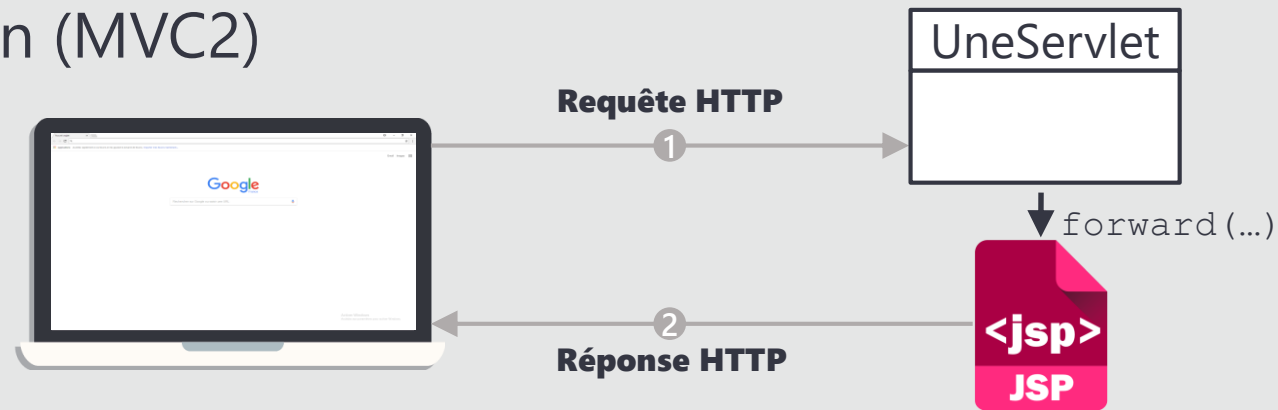 n (MVC2)
UneServlet
Requête HTTP
1
Google
forward(…)
2
Réponse HTTP
<jsp>
JSP